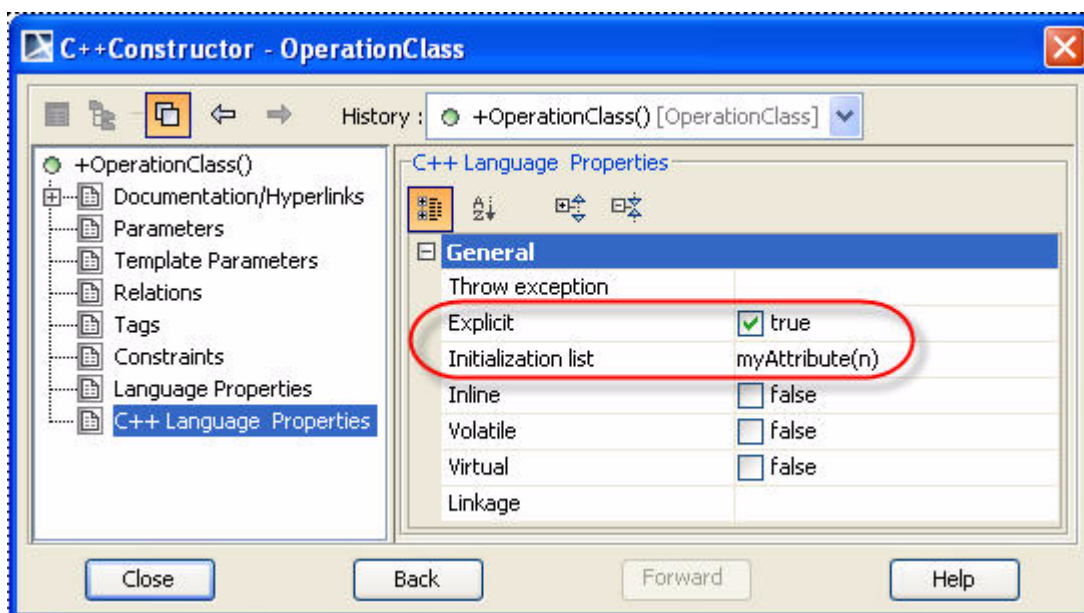 C++Constructor - OperationClass
History : +OperationClass() [OperationClass]
+OperationClass()
Documentation/Hyperlinks
Parameters
Template Parameters
Relations
Tags
Constraints
Language Properties
C++ Language Properties
C++ Language Properties
General
Throw exception
Explicit true
Initialization list myAttribute(n)
Inline false
Volatile false
Virtual false
Linkage
Close Back Forward Help